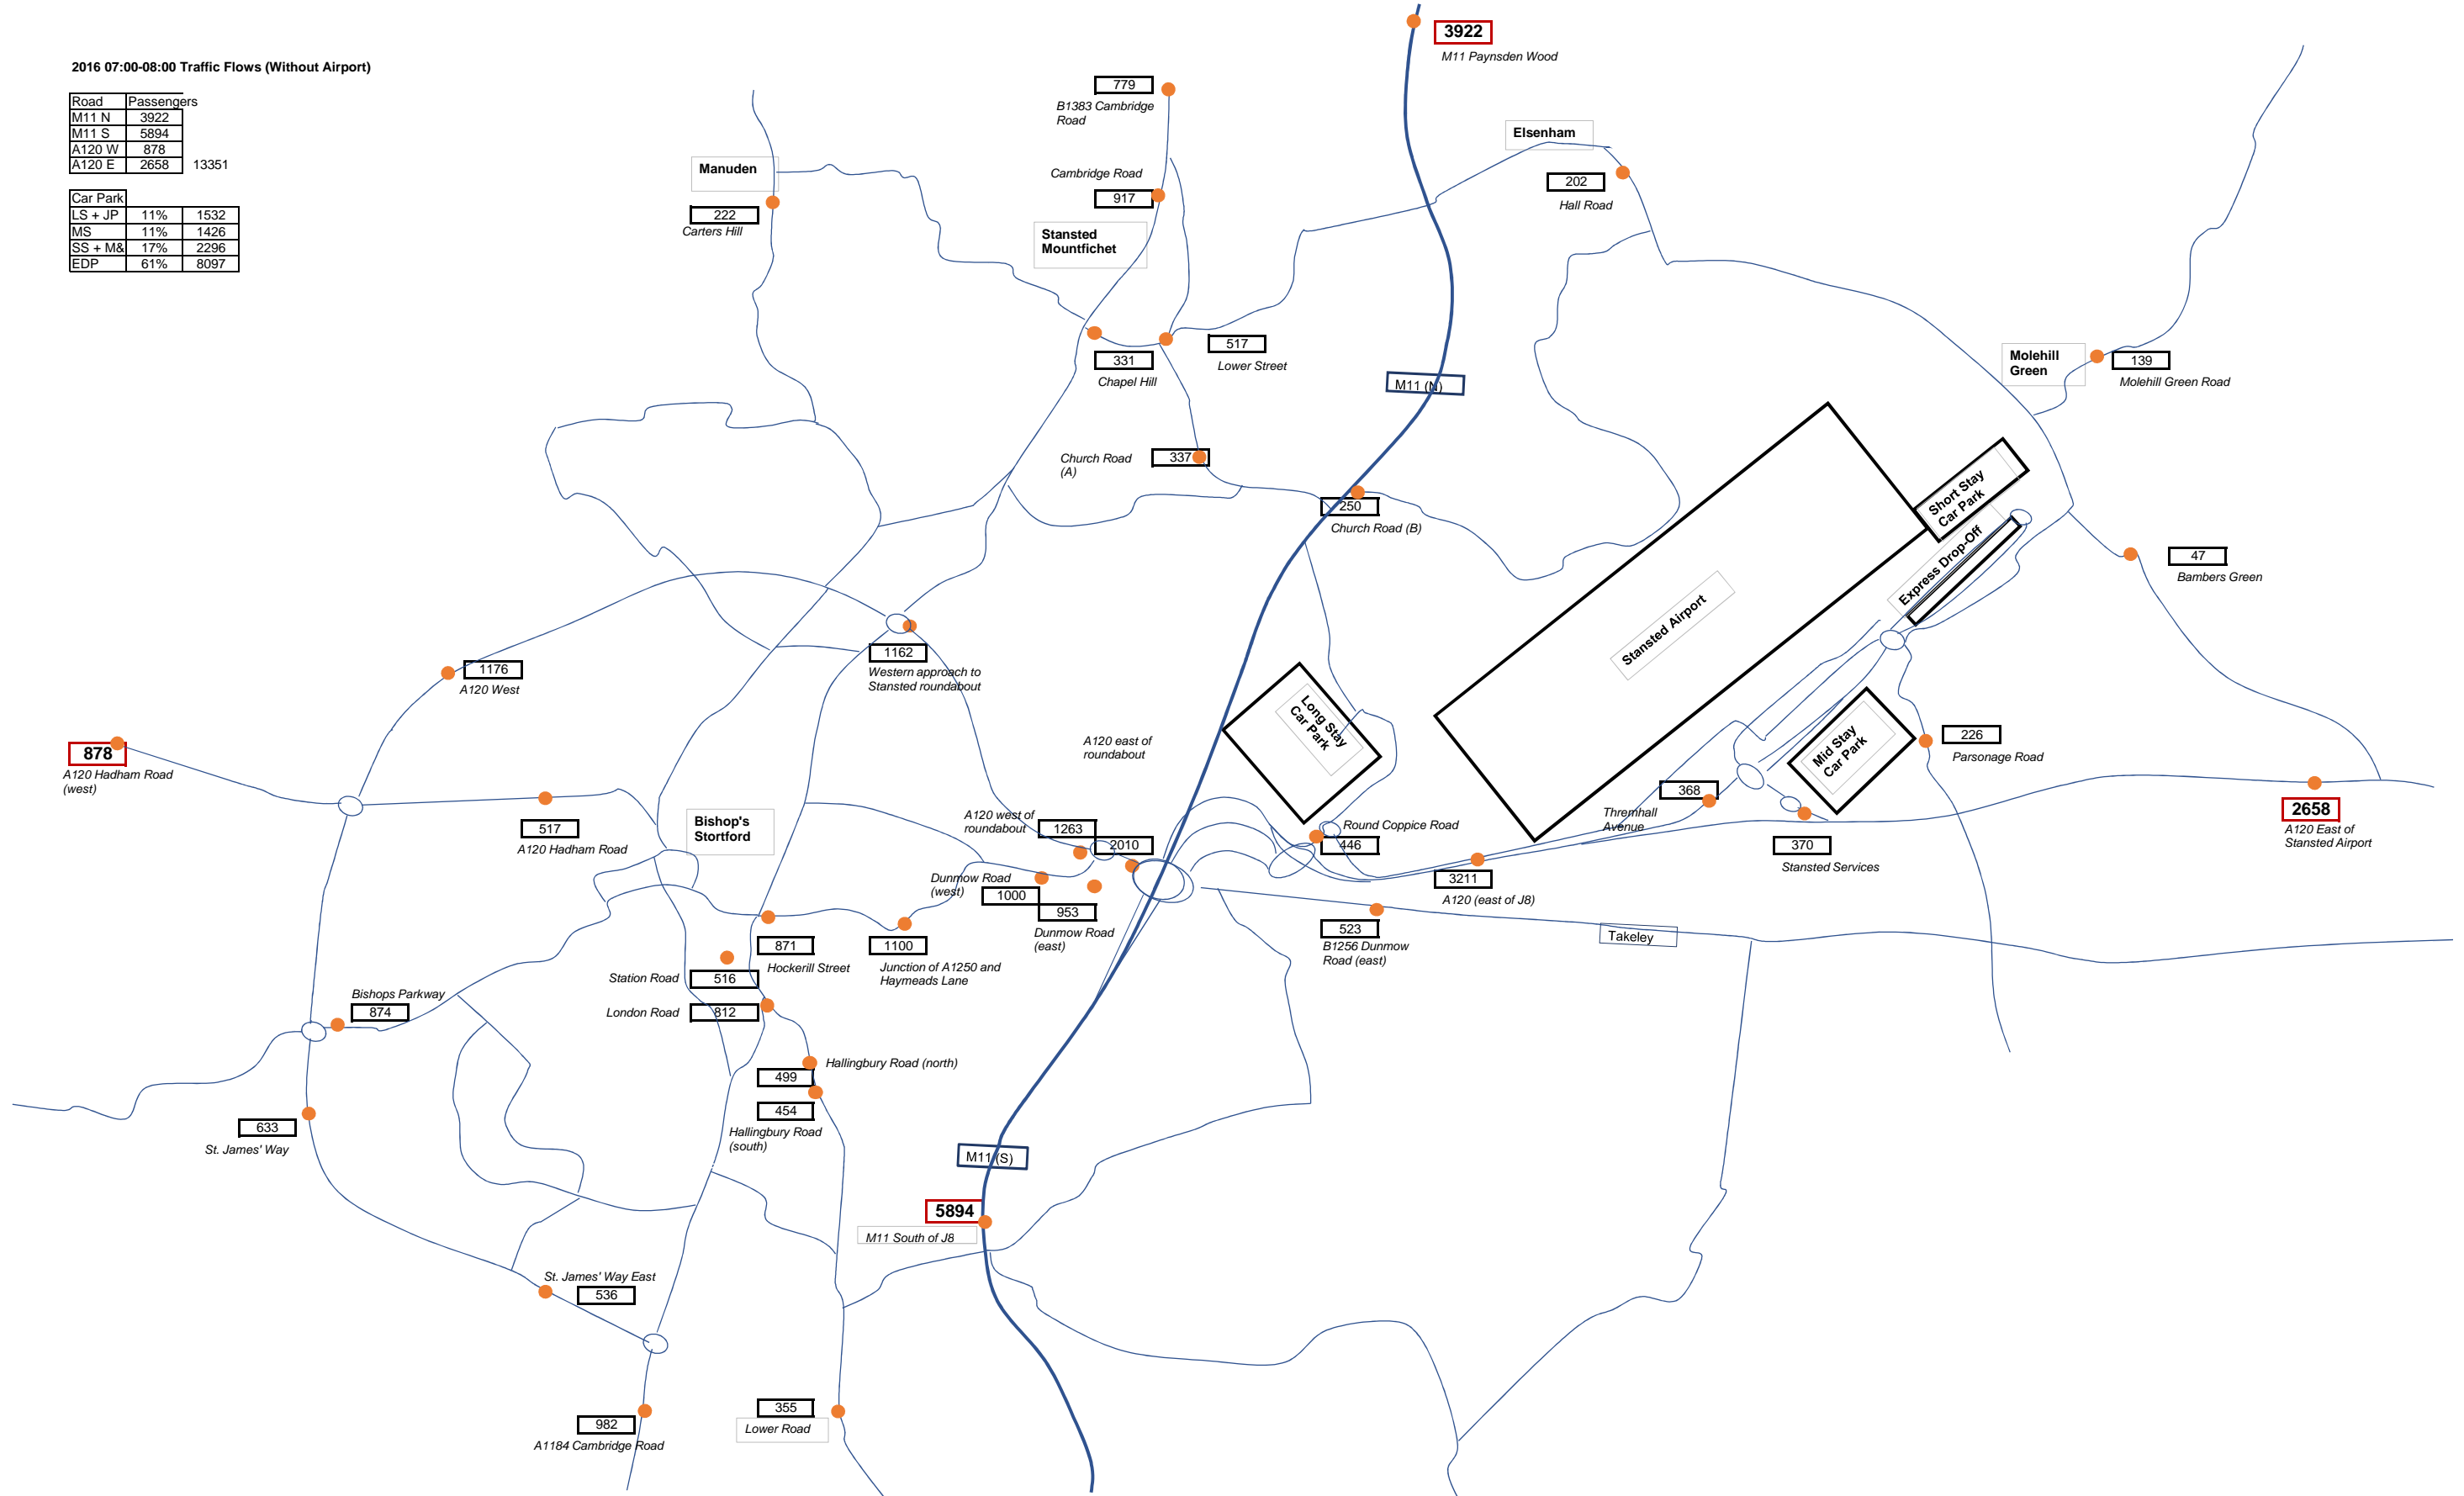 2016 07:00-08:00 Traffic Flows (Without Airport)
Road Passengers
M11 N 3922
M11 S 5894
A120 W 878
A120 E 2658 13351
Car Park
LS + JP 11% 1532
MS 11% 1426
SS + M& 17% 2296
EDP 61% 8097
3922
M11 Paynsden Wood
779
B1383 Cambridge
Road
Elsenham
Manuden
Cambridge Road
917
202
Hall Road
222
Carters Hill
Stansted
Mountfichet
331
Chapel Hill
517
Lower Street
M11 (N)
Molehill
Green
139
Molehill Green Road
Church Road
(A)
337
250
Church Road (B)
Short Stay
Car Park
Express Drop-Off
47
Bambers Green
Stansted Airport
1162
Western approach to
Stansted roundabout
1176
A120 West
878
A120 Hadham Road
(west)
A120 east of
roundabout
Long Stay
Car Park
Mid Stay
Car Park
226
Parsonage Road
368
Thremhall
Avenue
2658
A120 East of
Stansted Airport
517
A120 Hadham Road
Bishop's
Stortford
A120 west of
roundabout
1263
2010
Round Coppice Road
446
370
Stansted Services
Dunmow Road
(west)
1000
953
Dunmow Road
(east)
3211
A120 (east of J8)
523
B1256 Dunmow
Road (east)
Takeley
871
Hockerill Street
1100
Junction of A1250 and
Haymeads Lane
Station Road
516
London Road
812
Bishops Parkway
874
Hallingbury Road (north)
499
454
Hallingbury Road
(south)
633
St. James' Way
M11 (S)
5894
M11 South of J8
St. James' Way East
536
355
Lower Road
982
A1184 Cambridge Road